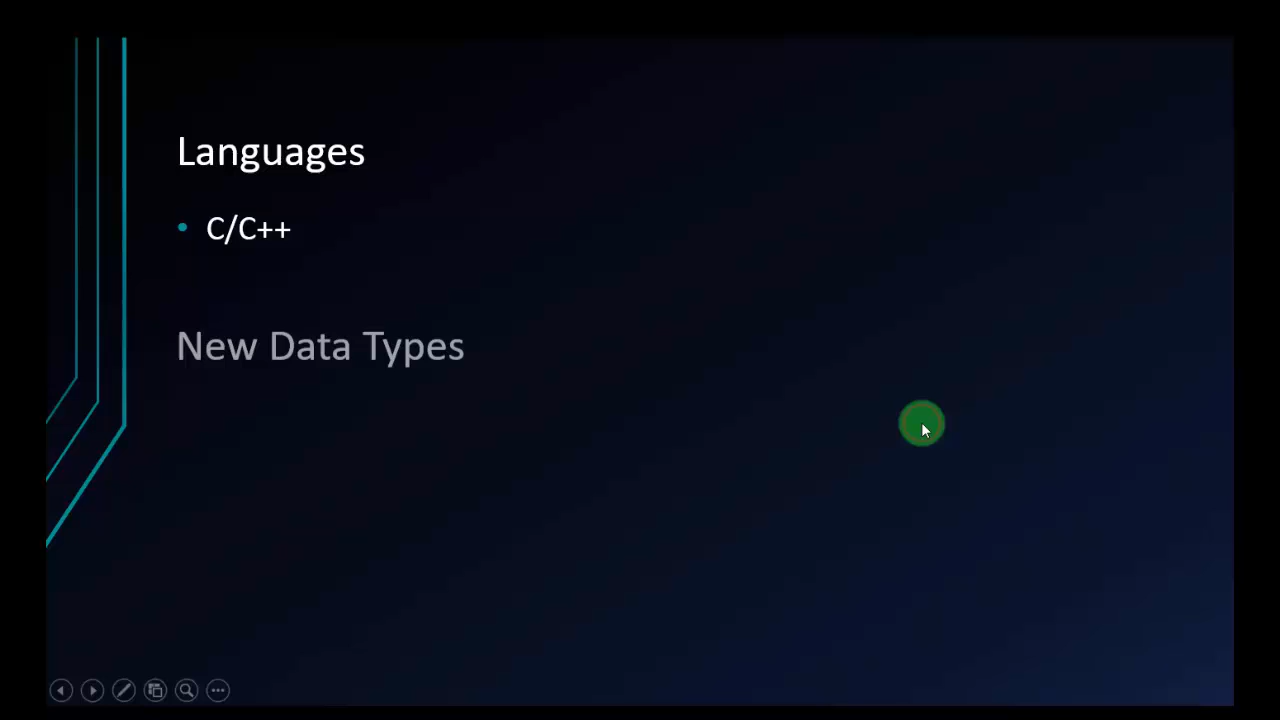 Languages
• C/C++
New Data Types